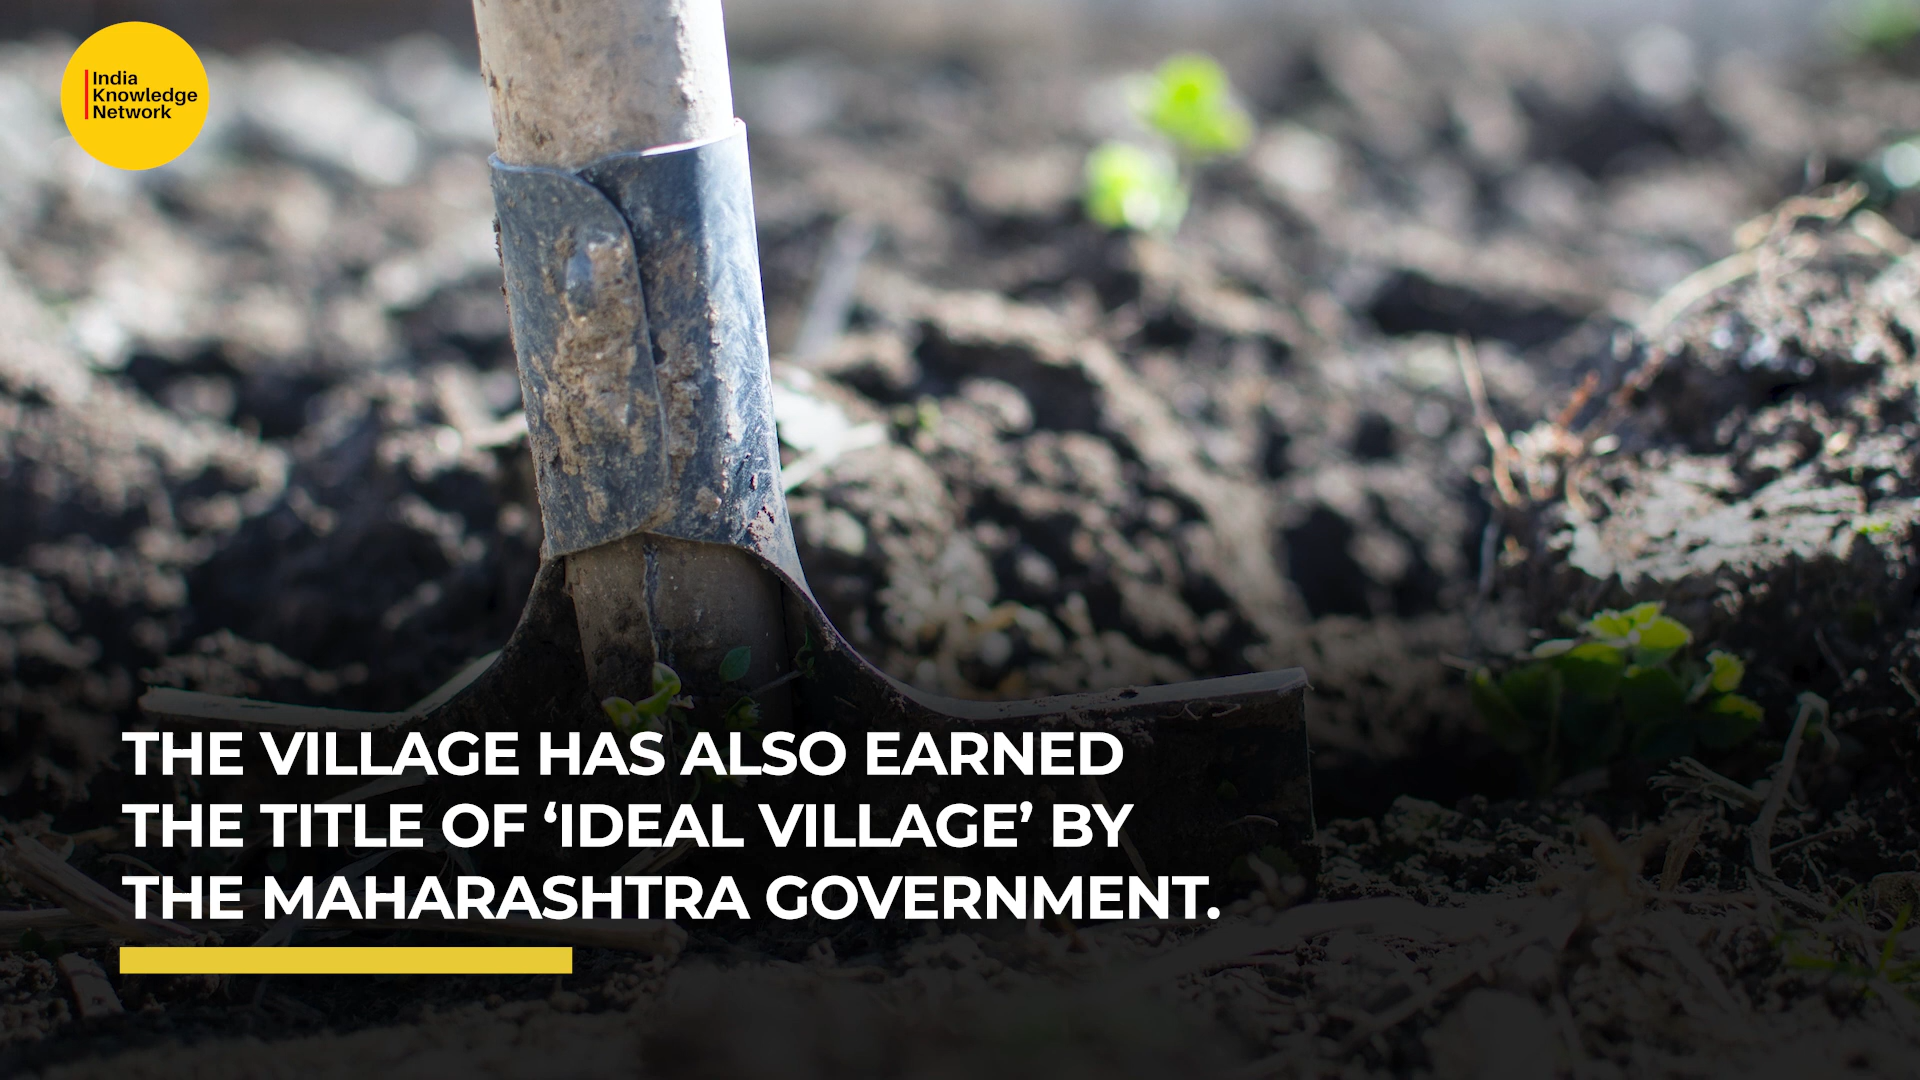 India
Knowledge
Network
THE VILLAGE HAS ALSO EARNED
THE TITLE OF ‘IDEAL VILLAGE’ BY
THE MAHARASHTRA GOVERNMENT.